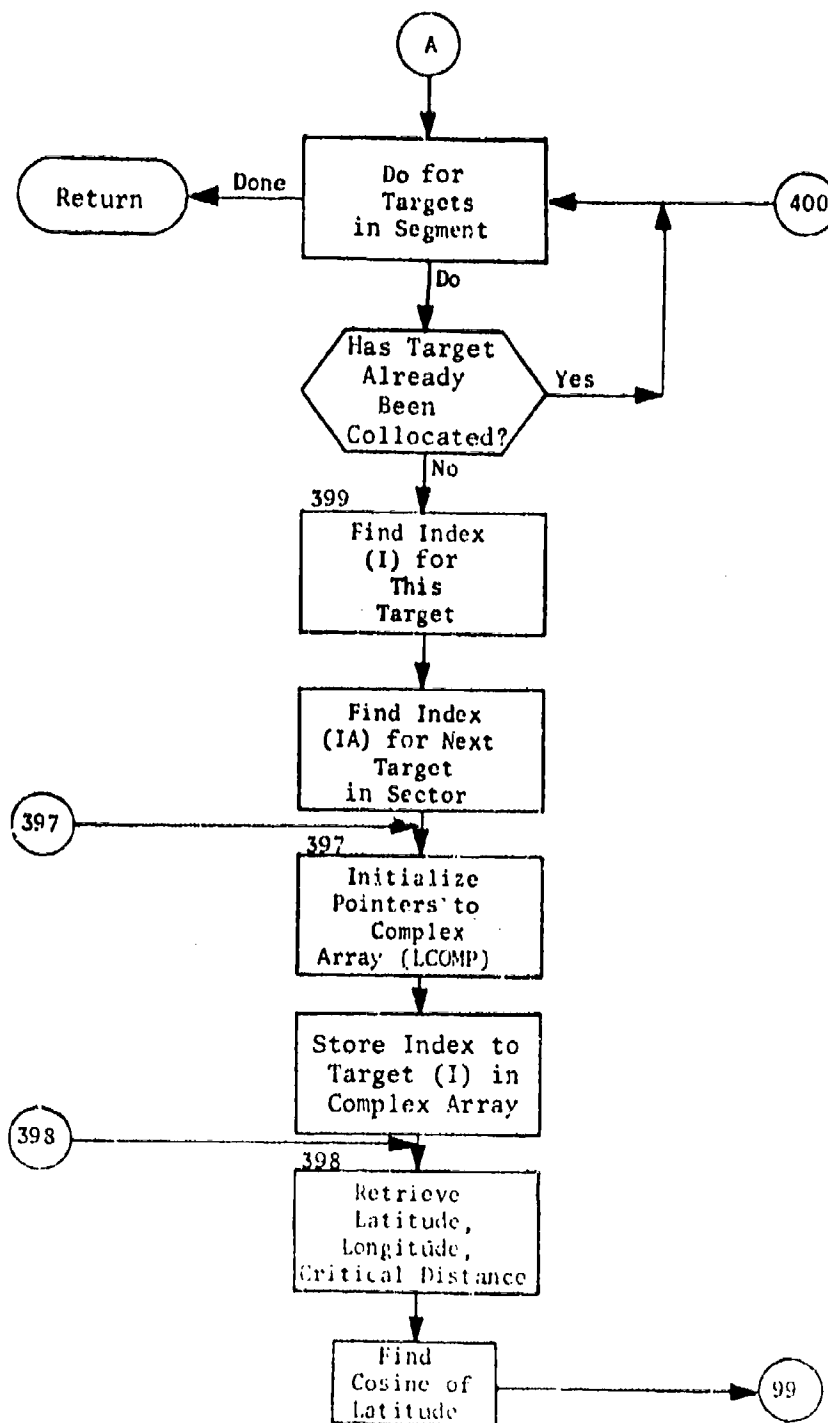 A
Do for
Targets
in Segment
Done
Return
400
Do
Has Target
Already
Been
Collocated?
Yes
No
399
Find Index
(I) for
This
Target
Find Index
(IA) for Next
Target
in Sector
397
397
Initialize
Pointers to
Complex
Array (LCOMP)
Store Index to
Target (I) in
Complex Array
398
398
Retrieve
Latitude,
Longitude,
Critical Distance
Find
Cosine of
Latitude
99